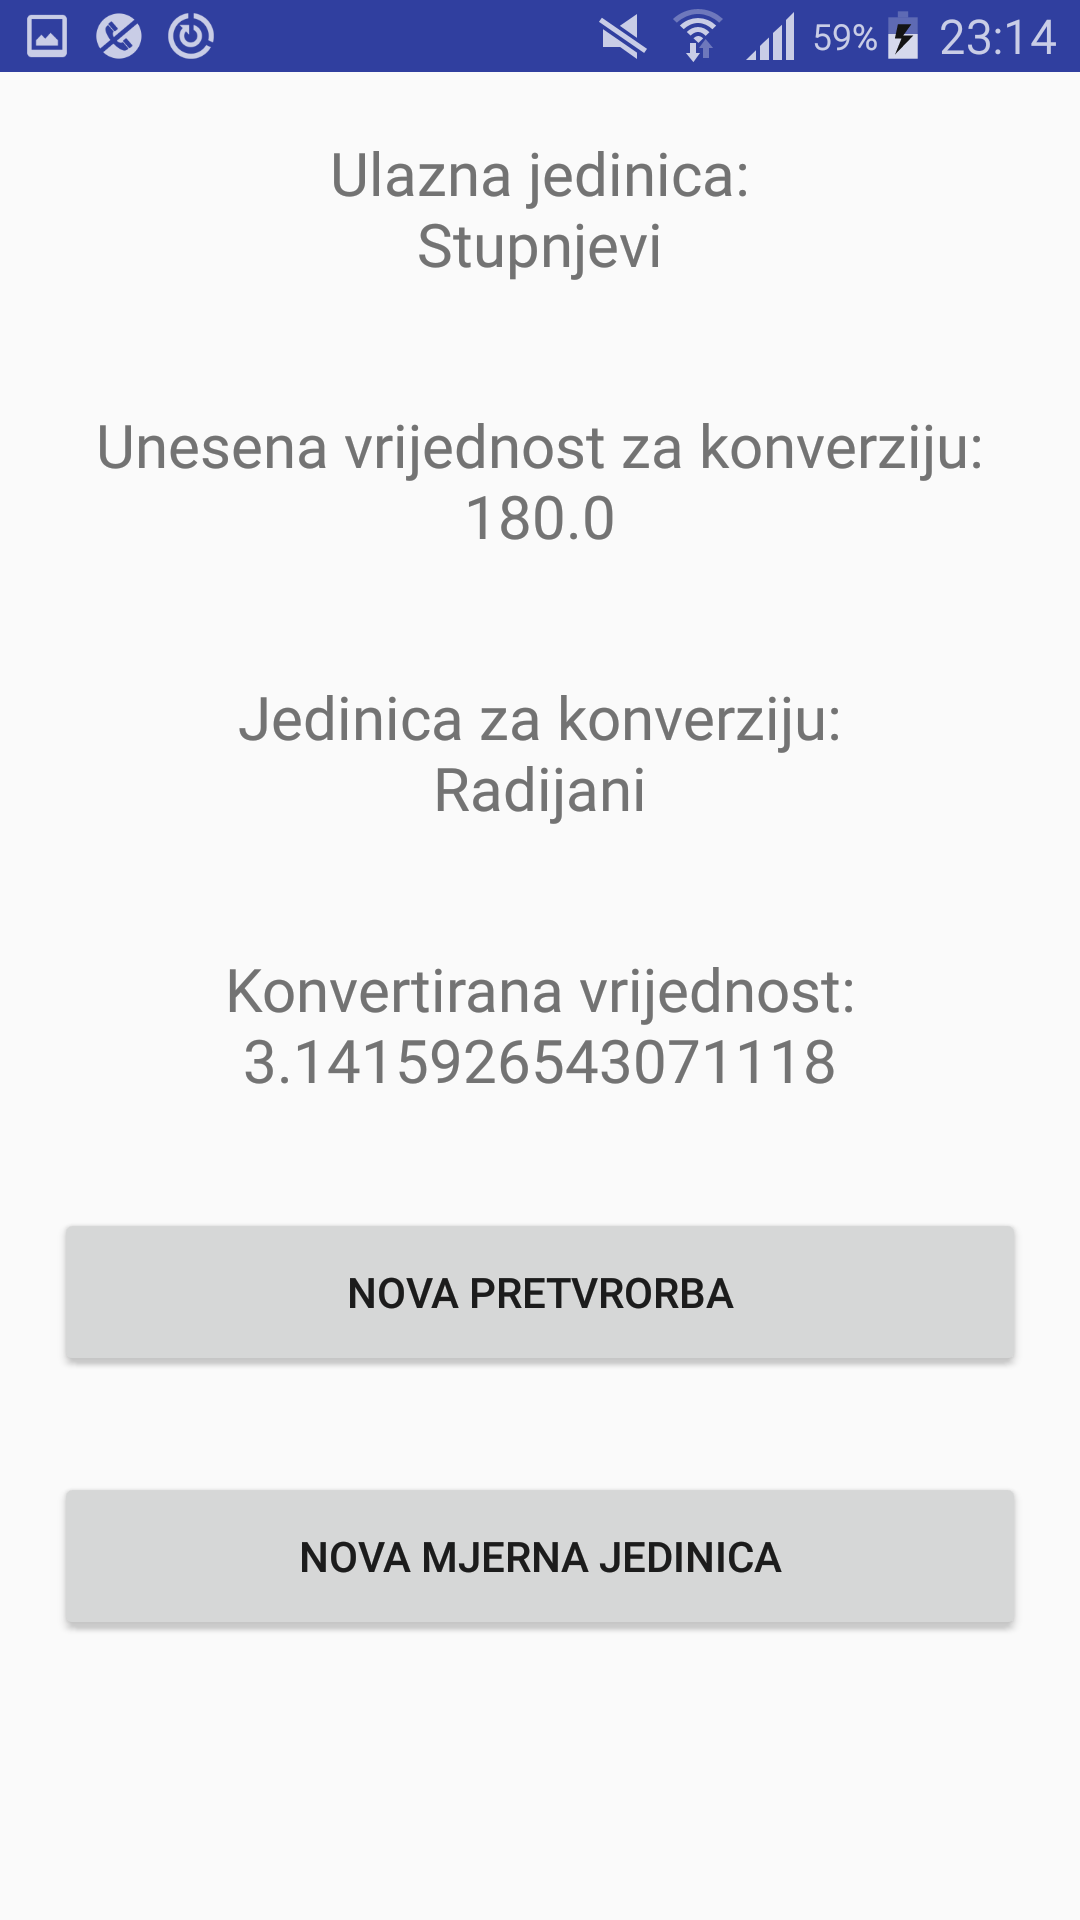 59% 23:14
Ulazna jedinica:
Stupnjevi
Unesena vrijednost za konverziju:
180.0
Jedinica za konverziju:
Radijani
Konvertirana vrijednost:
3.1415926543071118
NOVA PRETVRORBA
NOVA MJERNA JEDINICA